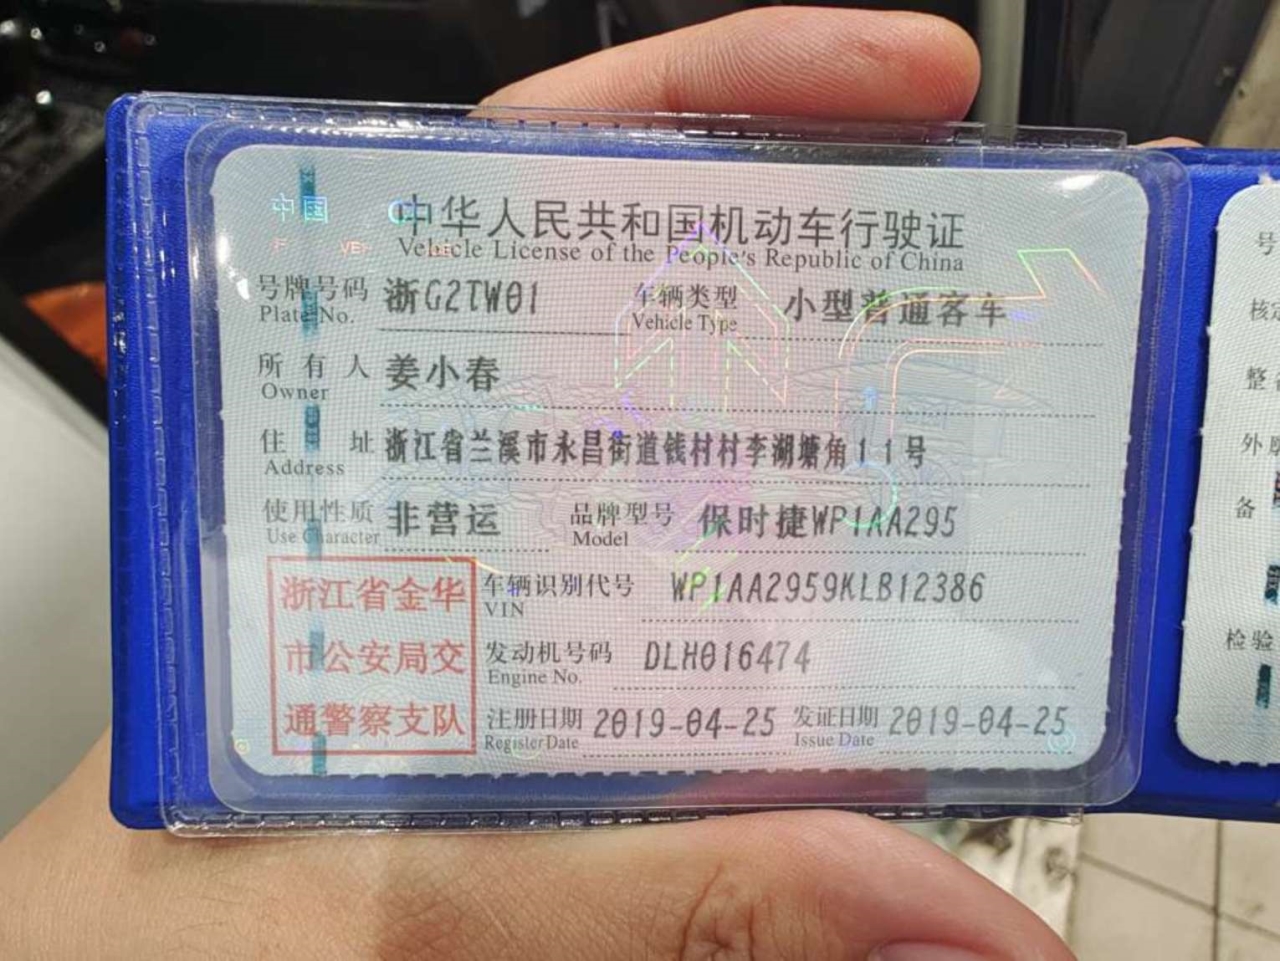 中国
中华人民共和国机动车行驶证
Vehicle License of the People's Republic of China
号牌号码 浙G2TW01 车辆类型 小型普通客车
Plate No. Vehicle Type
所有人 姜小春
Owner
住址 浙江省兰溪市永昌街道钱村村李湖塘角11号
Address
使用性质 非营运 品牌型号 保时捷WP1AA295
Use Character Model
浙江省金华
市公安局交
通警察支队
车辆识别代号 WP1AA2959KLB12386
VIN
发动机号码 DLH016474
Engine No.
注册日期 2019-04-25 发证日期 2019-04-25
Register Date Issue Date
号
核定
整
外
备
检验